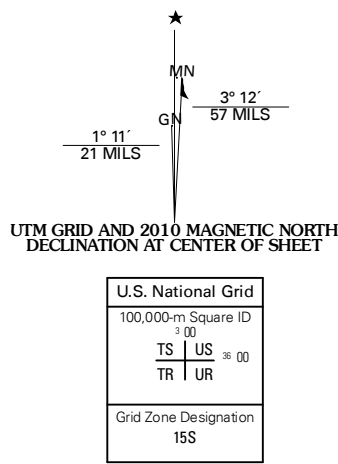 ★
MN
3° 12´
57 MILS
GN
1° 11´
21 MILS
UTM GRID AND 2010 MAGNETIC NORTH
DECLINATION AT CENTER OF SHEET
U.S. National Grid
100,000-m Square ID
3 00
TS US 36 00
TR UR
Grid Zone Designation
15S